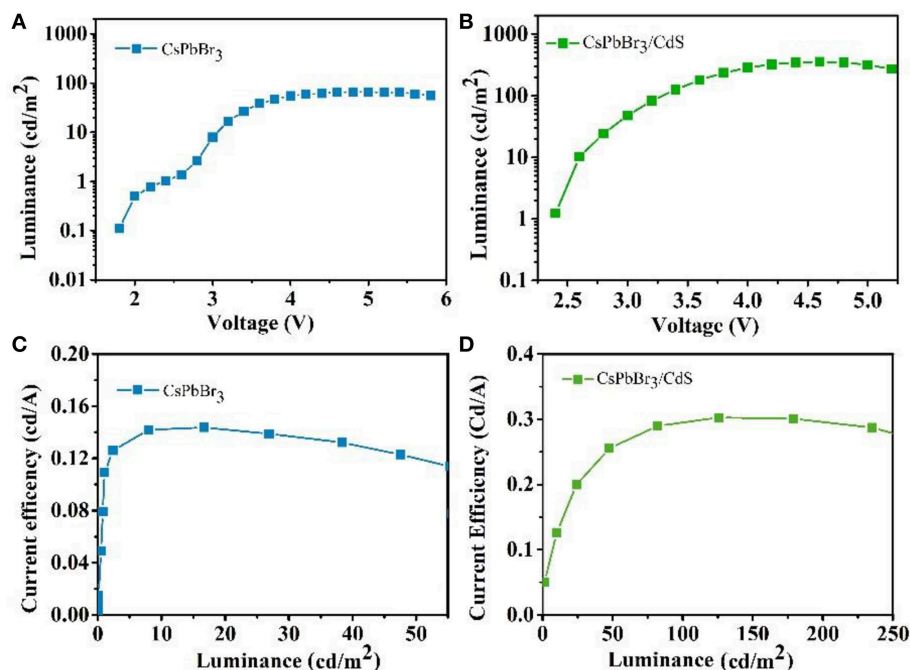 A
B
1000
100
10
1
0.1
0.01
Luminance (cd/m²)
CsPbBr₃
2
3
4
5
6
Voltage (V)
1000
100
10
1
0.1
Luminance (cd/m²)
CsPbBr₃/CdS
2.5
3.0
3.5
4.0
4.5
5.0
Voltagc (V)
C
D
0.20
0.16
0.12
0.08
0.04
0.00
Current efficency (cd/A)
CsPbBr₃
0
10
20
30
40
50
Luminance (cd/m²)
0.4
0.3
0.2
0.1
0.0
Current Efficiency (Cd/A)
CsPbBr₃/CdS
0
50
100
150
200
250
Luminance (cd/m²)